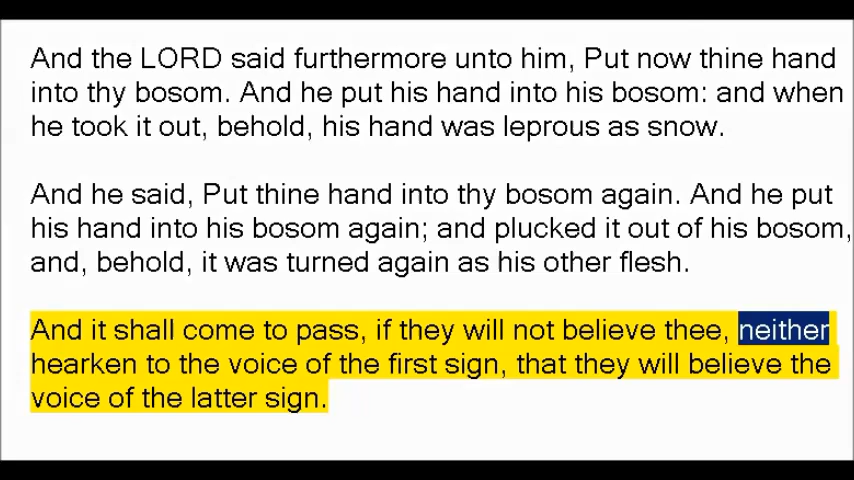 And the LORD said furthermore unto him, Put now thine hand
into thy bosom. And he put his hand into his bosom: and when
he took it out, behold, his hand was leprous as snow.
And he said, Put thine hand into thy bosom again. And he put
his hand into his bosom again; and plucked it out of his bosom,
and, behold, it was turned again as his other flesh.
And it shall come to pass, if they will not believe thee, neither
hearken to the voice of the first sign, that they will believe the
voice of the latter sign.